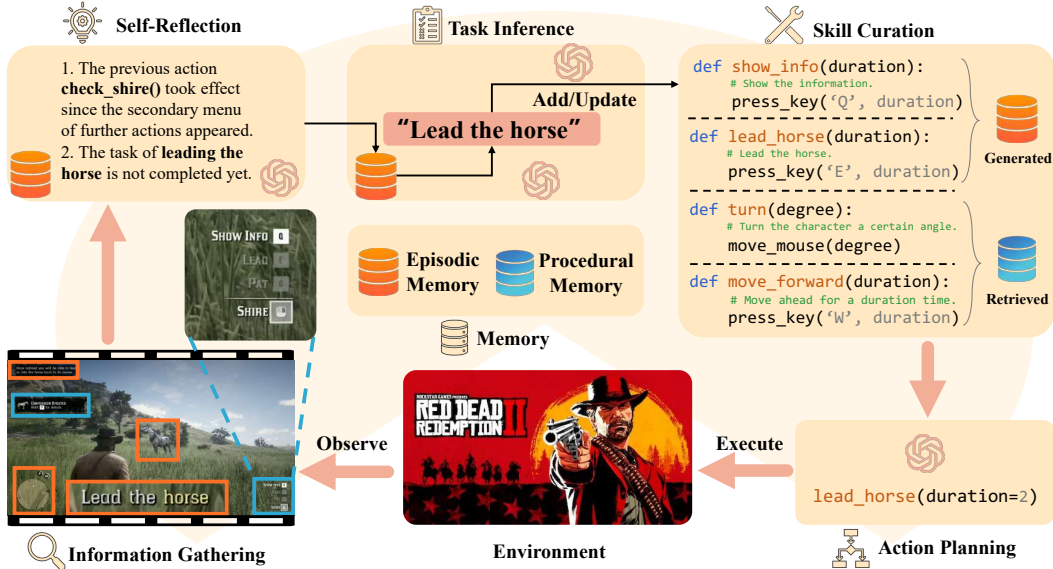 Self-Reflection
1. The previous action
check_shire() took effect
since the secondary menu
of further actions appeared.
2. The task of leading the
horse is not completed yet.
Task Inference
Add/Update
“Lead the horse”
Skill Curation
def show_info(duration):
# Show the information.
press_key(‘Q’, duration)
def lead_horse(duration):
# Lead the horse.
press_key(‘E’, duration)
Generated
def turn(degree):
# Turn the character a certain angle.
move_mouse(degree)
def move_forward(duration):
# Move ahead for a duration time.
press_key(‘W’, duration)
Retrieved
SHOW INFO Q
LEAD E
PAT
SHIRE
Episodic
Memory
Procedural
Memory
Memory
Lead the horse
Information Gathering
Observe
ROCKSTAR GAMES PRESENTS
RED DEAD
REDEMPTION II
Environment
Execute
lead_horse(duration=2)
Action Planning